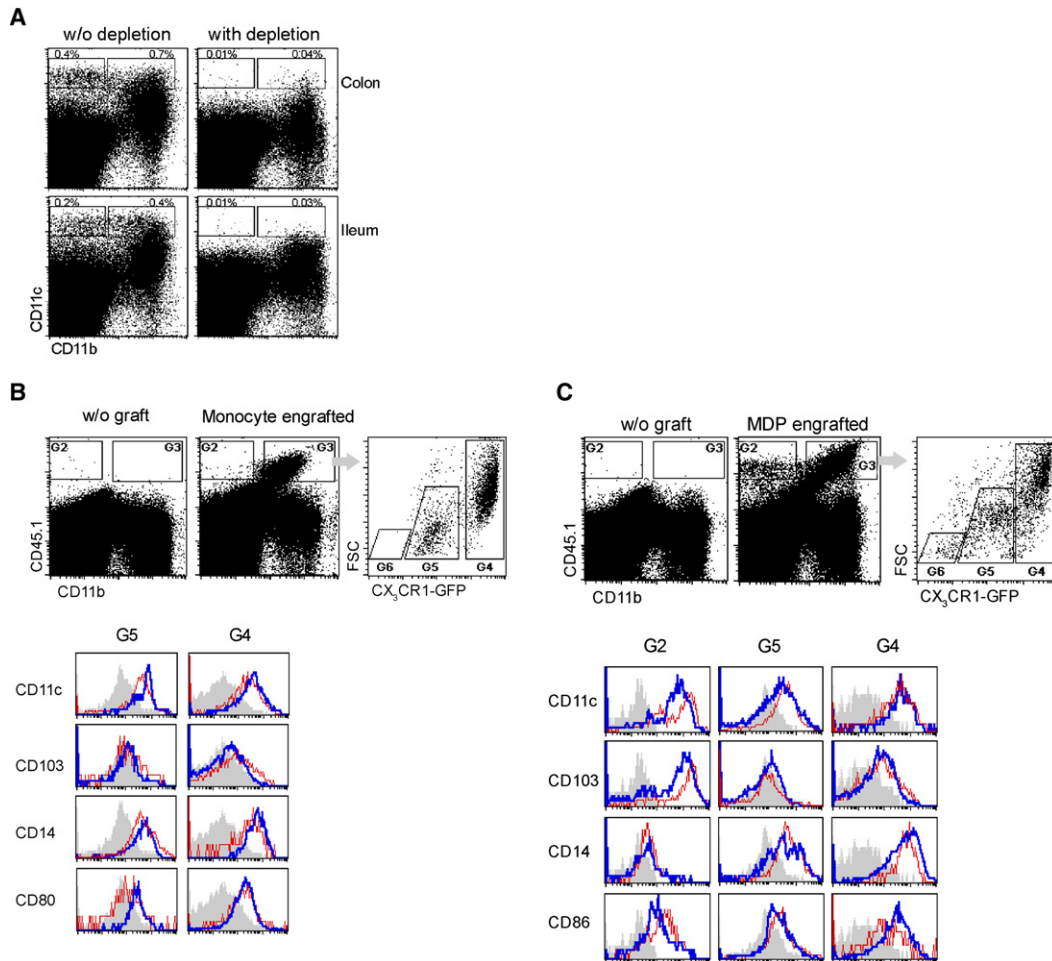 A
w/o depletion with depletion
0.4% 0.7% 0.01% 0.04%
Colon
0.2% 0.4% 0.01% 0.03%
Ileum
CD11c
CD11b
B
w/o graft Monocyte engrafted
G2 G3 G2 G3
CD45.1
CD11b
FSC
G6 G5 G4
CX3CR1-GFP
G5 G4
CD11c
CD103
CD14
CD80
C
w/o graft MDP engrafted
G2 G3 G2 G3
CD45.1
CD11b
FSC
G6 G5 G4
CX3CR1-GFP
G2 G5 G4
CD11c
CD103
CD14
CD86